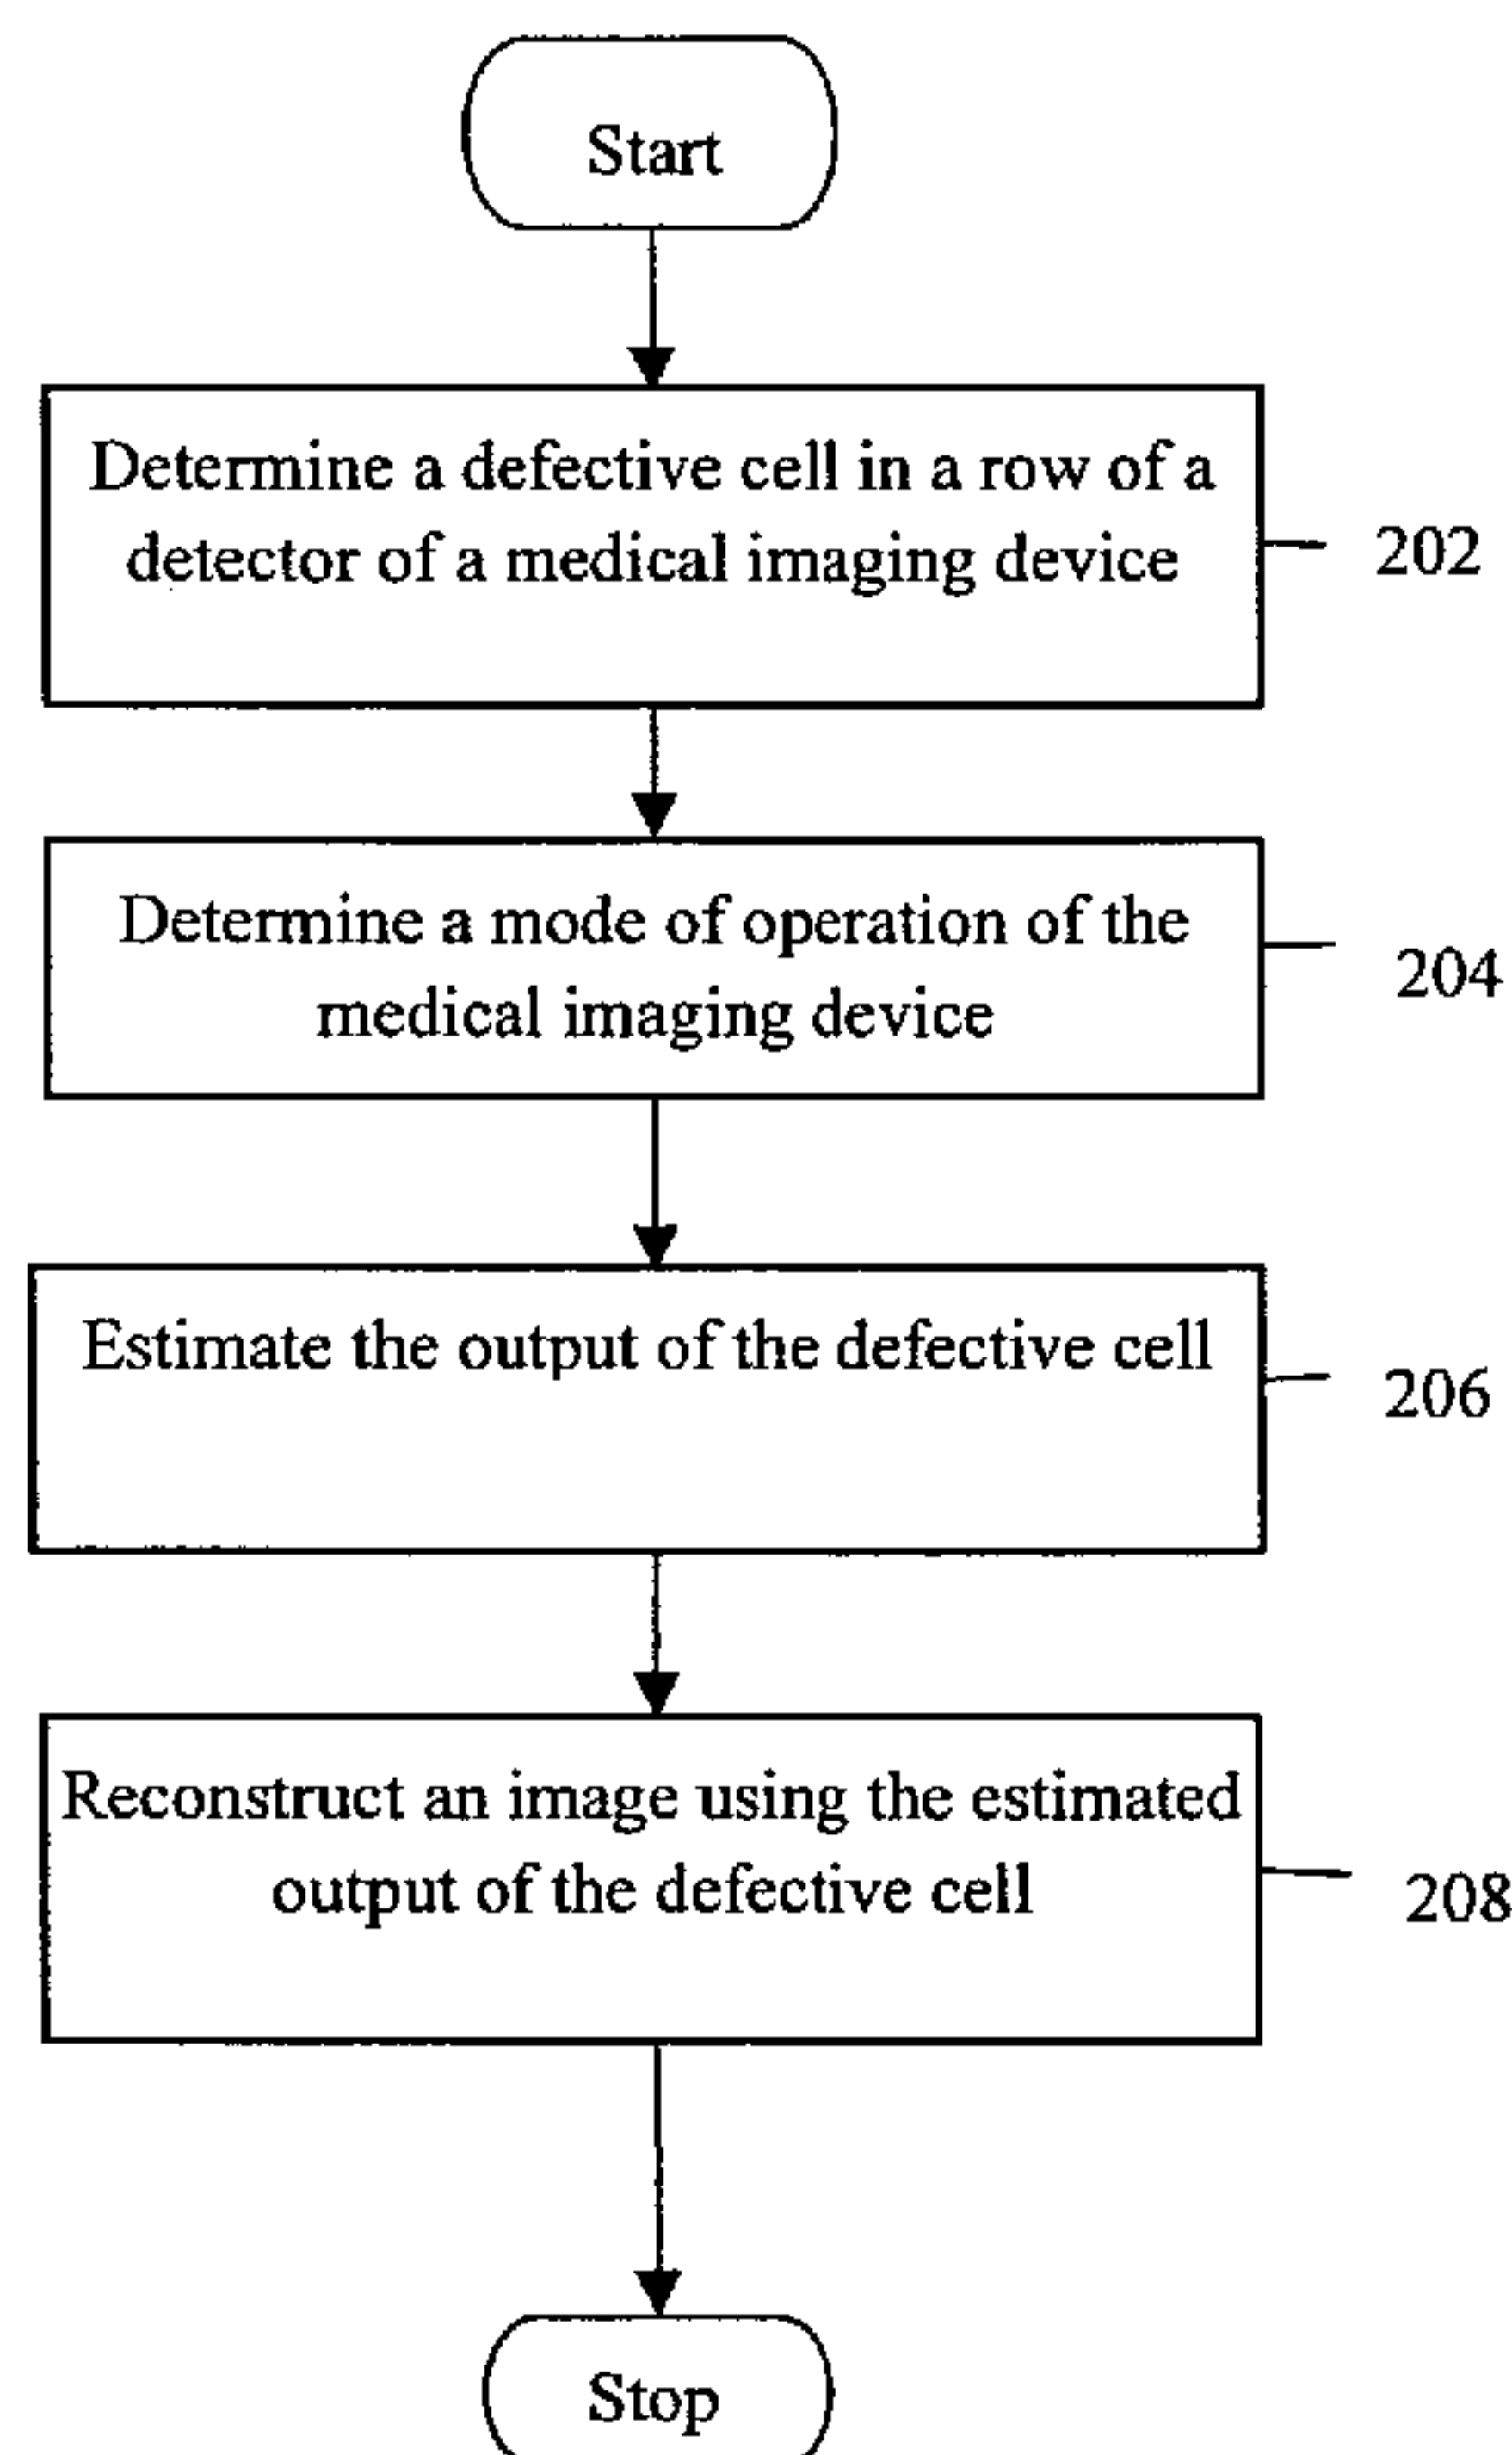 Start
Determine a defective cell in a row of a
detector of a medical imaging device
202
Determine a mode of operation of the
medical imaging device
204
Estimate the output of the defective cell
206
Reconstruct an image using the estimated
output of the defective cell
208
Stop